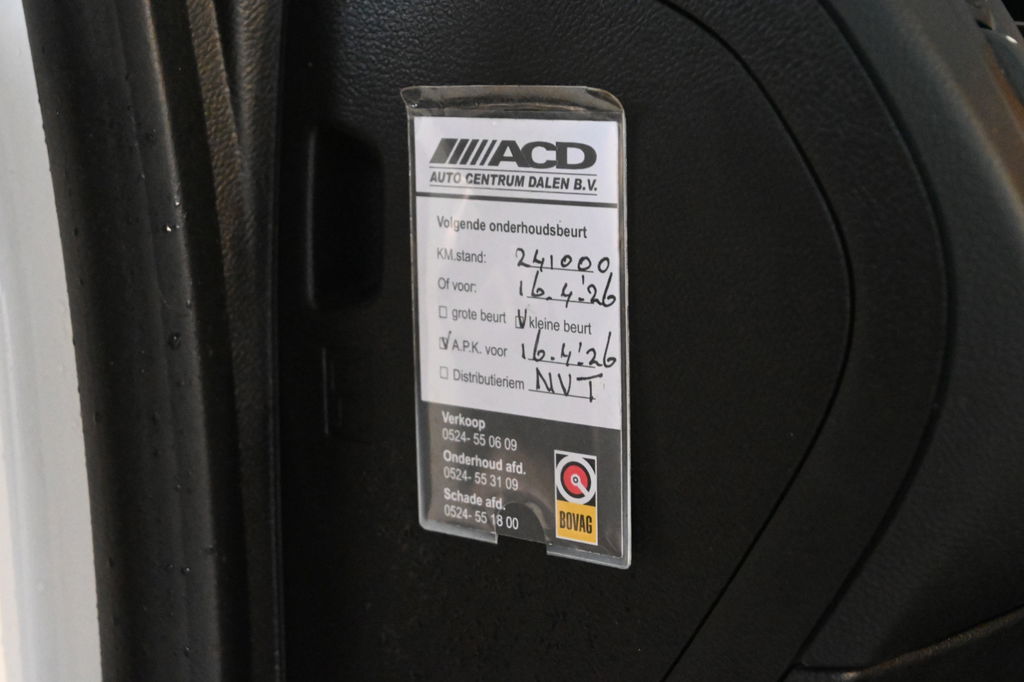 ACD
AUTO CENTRUM DALEN B.V.
Volgende onderhoudsbeurt
KM.stand: 241000
Of voor: 16.4.'26
grote beurt V kleine beurt
V A.P.K. voor 16.4.'26
Distributieriem NVT
Verkoop
0524- 55 06 09
Onderhoud afd.
0524- 55 31 09
Schade afd.
0524- 55 18 00
BOVAG